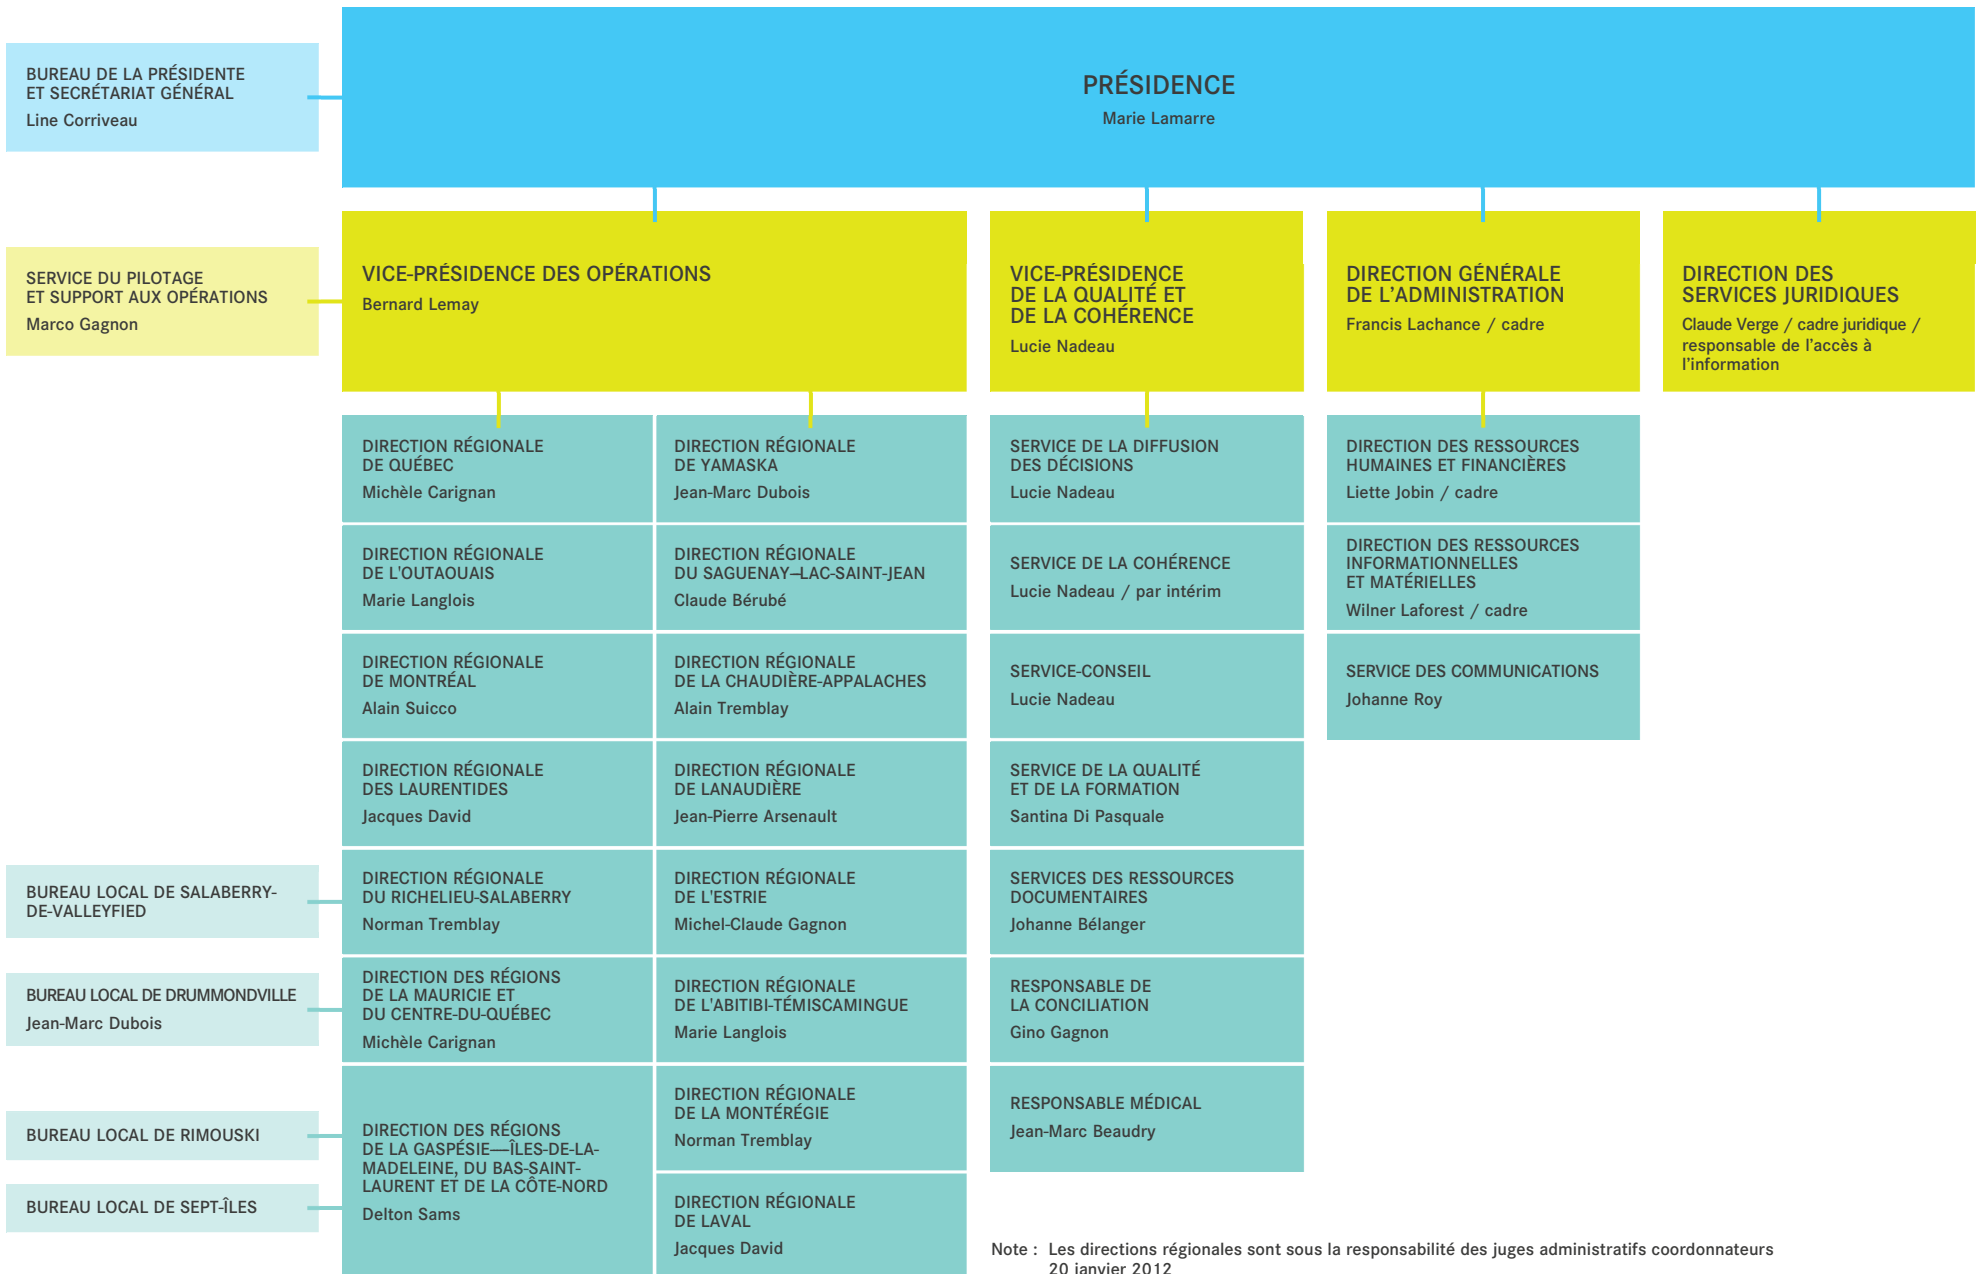 BUREAU DE LA PRÉSIDENTE
ET SECRÉTARIAT GÉNÉRAL
Line Corriveau
PRÉSIDENCE
Marie Lamarre
SERVICE DU PILOTAGE
ET SUPPORT AUX OPÉRATIONS
Marco Gagnon
VICE-PRÉSIDENCE DES OPÉRATIONS
Bernard Lemay
VICE-PRÉSIDENCE
DE LA QUALITÉ ET
DE LA COHÉRENCE
Lucie Nadeau
DIRECTION GÉNÉRALE
DE L'ADMINISTRATION
Francis Lachance / cadre
DIRECTION DES
SERVICES JURIDIQUES
Claude Verge / cadre juridique /
responsable de l'accès à
l'information
DIRECTION RÉGIONALE
DE QUÉBEC
Michèle Carignan
DIRECTION RÉGIONALE
DE YAMASKA
Jean-Marc Dubois
SERVICE DE LA DIFFUSION
DES DÉCISIONS
Lucie Nadeau
DIRECTION DES RESSOURCES
HUMAINES ET FINANCIÈRES
Liette Jobin / cadre
DIRECTION RÉGIONALE
DE L'OUTAOUAIS
Marie Langlois
DIRECTION RÉGIONALE
DU SAGUENAY–LAC-SAINT-JEAN
Claude Bérubé
SERVICE DE LA COHÉRENCE
Lucie Nadeau / par intérim
DIRECTION DES RESSOURCES
INFORMATIONNELLES
ET MATÉRIELLES
Wilner Laforest / cadre
DIRECTION RÉGIONALE
DE MONTRÉAL
Alain Suicco
DIRECTION RÉGIONALE
DE LA CHAUDIÈRE-APPALACHES
Alain Tremblay
SERVICE-CONSEIL
Lucie Nadeau
SERVICE DES COMMUNICATIONS
Johanne Roy
DIRECTION RÉGIONALE
DES LAURENTIDES
Jacques David
DIRECTION RÉGIONALE
DE LANAUDIÈRE
Jean-Pierre Arsenault
SERVICE DE LA QUALITÉ
ET DE LA FORMATION
Santina Di Pasquale
BUREAU LOCAL DE SALABERRY-
DE-VALLEYFIED
DIRECTION RÉGIONALE
DU RICHELIEU-SALABERRY
Norman Tremblay
DIRECTION RÉGIONALE
DE L'ESTRIE
Michel-Claude Gagnon
SERVICES DES RESSOURCES
DOCUMENTAIRES
Johanne Bélanger
BUREAU LOCAL DE DRUMMONDVILLE
Jean-Marc Dubois
DIRECTION DES RÉGIONS
DE LA MAURICIE ET
DU CENTRE-DU-QUÉBEC
Michèle Carignan
DIRECTION RÉGIONALE
DE L'ABITIBI-TÉMISCAMINGUE
Marie Langlois
RESPONSABLE DE
LA CONCILIATION
Gino Gagnon
BUREAU LOCAL DE RIMOUSKI
BUREAU LOCAL DE SEPT-ÎLES
DIRECTION DES RÉGIONS
DE LA GASPÉSIE—ÎLES-DE-LA-
MADELEINE, DU BAS-SAINT-
LAURENT ET DE LA CÔTE-NORD
Delton Sams
DIRECTION RÉGIONALE
DE LA MONTÉRÉGIE
Norman Tremblay
RESPONSABLE MÉDICAL
Jean-Marc Beaudry
DIRECTION RÉGIONALE
DE LAVAL
Jacques David
Note : Les directions régionales sont sous la responsabilité des juges administratifs coordonnateurs
20 janvier 2012